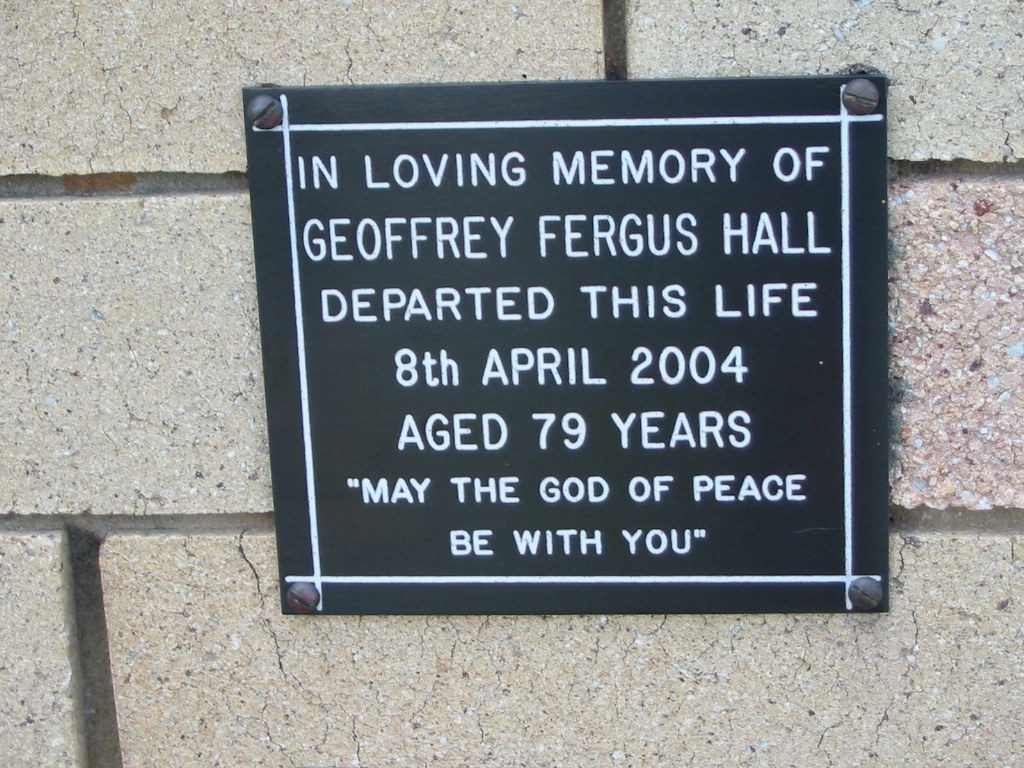 IN LOVING MEMORY OF
GEOFFREY FERGUS HALL
DEPARTED THIS LIFE
8th APRIL 2004
AGED 79 YEARS
"MAY THE GOD OF PEACE
BE WITH YOU"